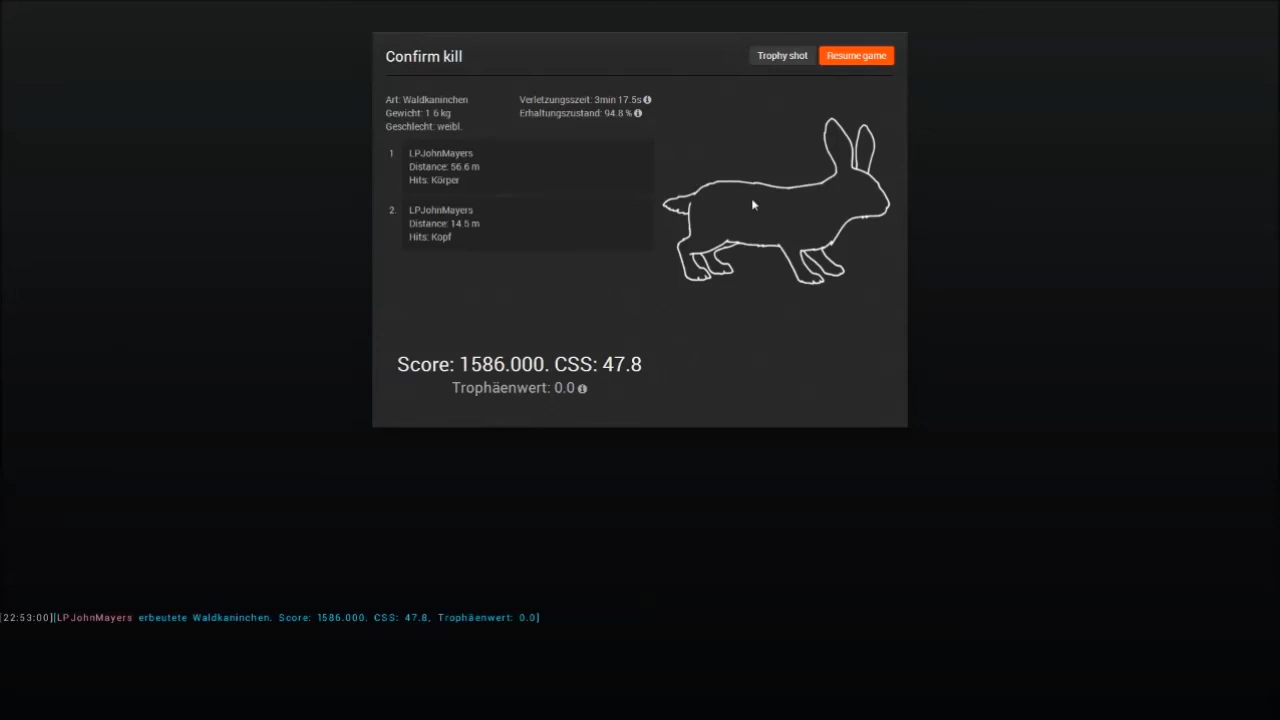 Confirm kill
Trophy shot
Resume game
Art: Waldkaninchen
Gewicht: 1.6 kg
Geschlecht: weibl.
Verletzungsszeit: 3min 17.5s
Erhaltungszustand: 94.8 %
1 LPJohnMayers
Distance: 56.6 m
Hits: Körper
2. LPJohnMayers
Distance: 14.5 m
Hits: Kopf
Score: 1586.000. CSS: 47.8
Trophäenwert: 0.0
[22:53:00][LPJohnMayers erbeutete Waldkaninchen. Score: 1586.000. CSS: 47.8, Trophäenwert: 0.0]